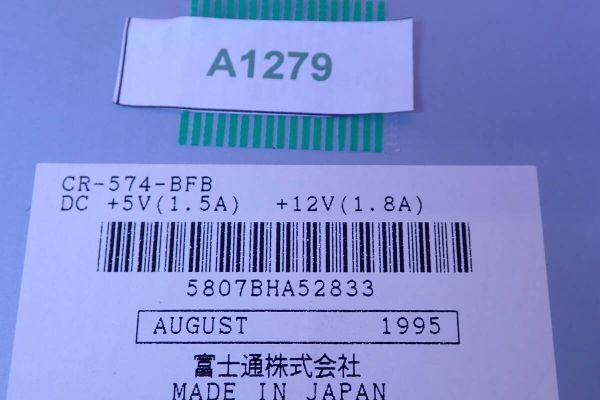 A1279
CR-574-BFB
DC +5V(1.5A) +12V(1.8A)
5807BHA52833
AUGUST 1995
富士通株式会社
MADE IN JAPAN